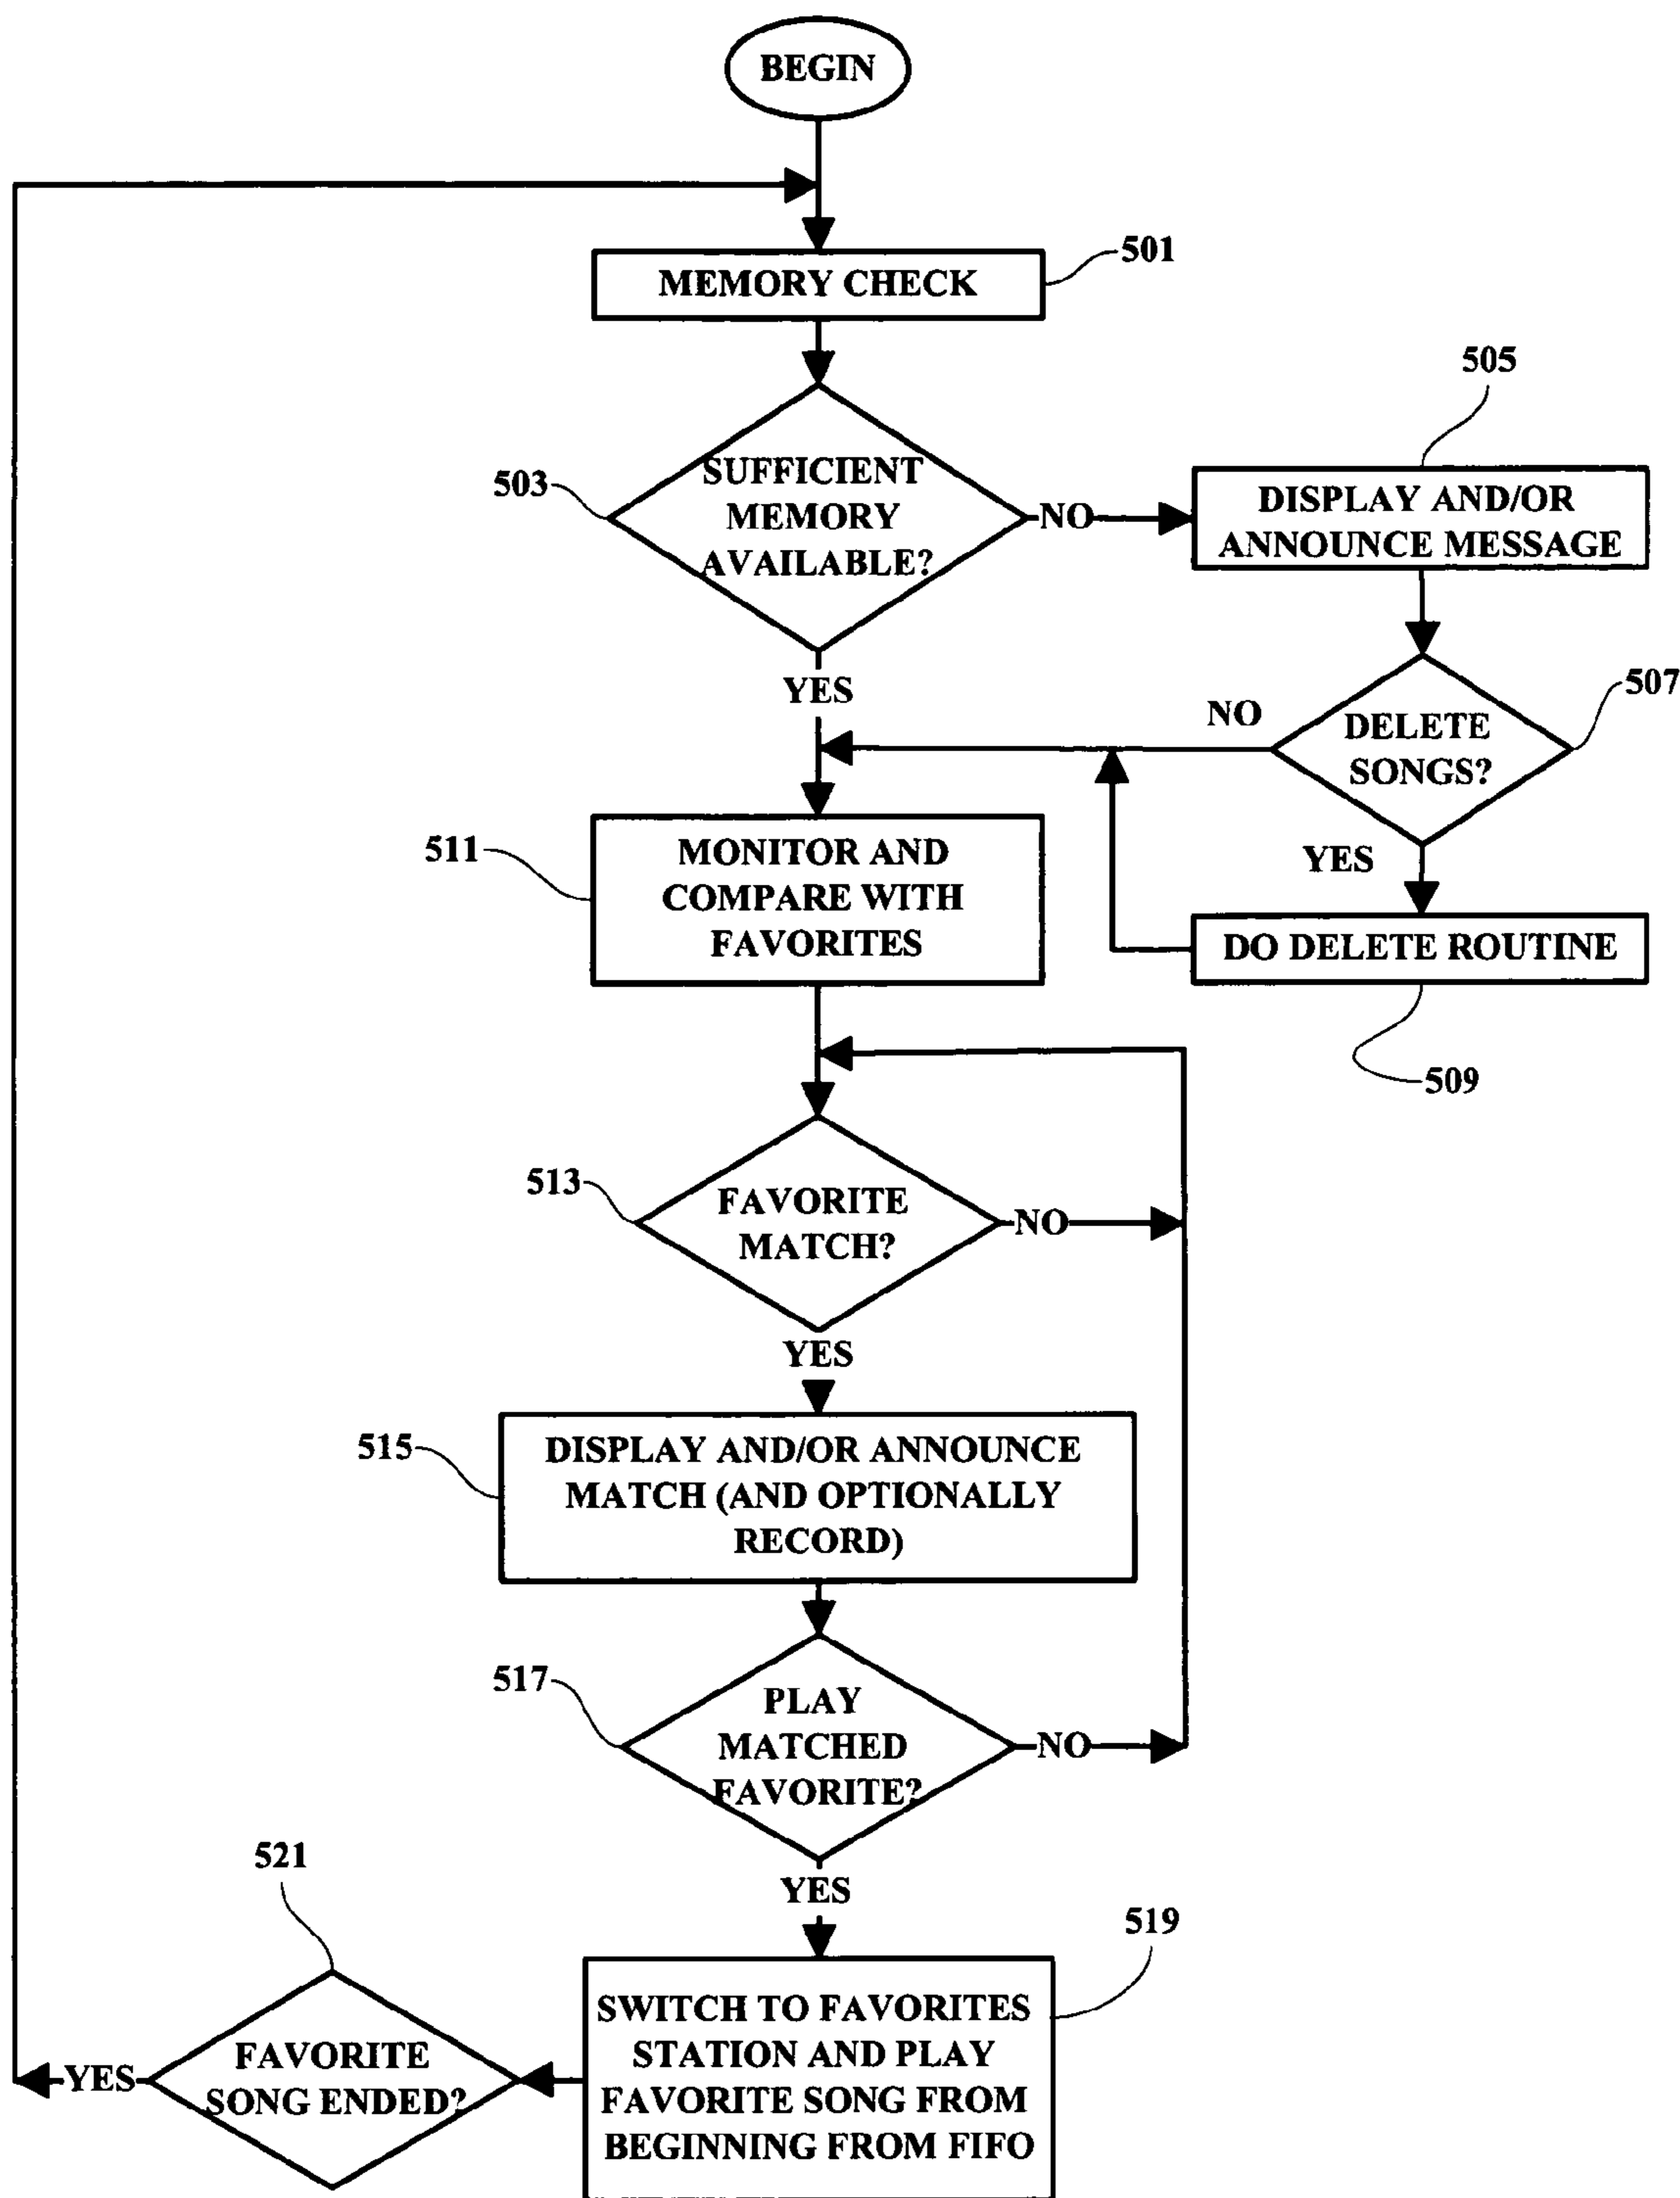 BEGIN
MEMORY CHECK
501
SUFFICIENT
MEMORY
AVAILABLE?
503
NO
505
DISPLAY AND/OR
ANNOUNCE MESSAGE
YES
507
DELETE
SONGS?
NO
YES
DO DELETE ROUTINE
509
511
MONITOR AND
COMPARE WITH
FAVORITES
513
FAVORITE
MATCH?
NO
YES
515
DISPLAY AND/OR ANNOUNCE
MATCH (AND OPTIONALLY
RECORD)
517
PLAY
MATCHED
FAVORITE?
NO
YES
519
SWITCH TO FAVORITES
STATION AND PLAY
FAVORITE SONG FROM
BEGINNING FROM FIFO
521
FAVORITE
SONG ENDED?
YES